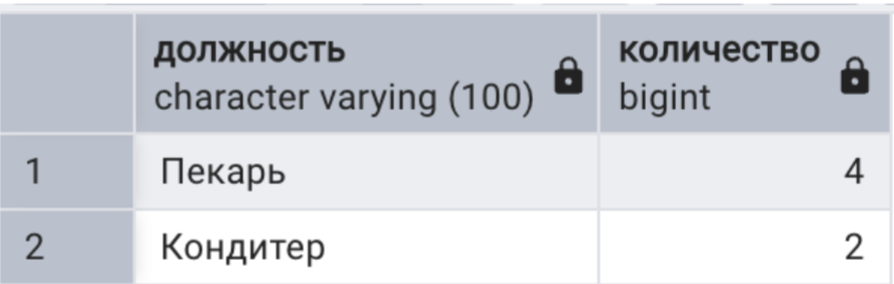 должность количество
character varying (100) bigint
1 Пекарь 4
2 Кондитер 2